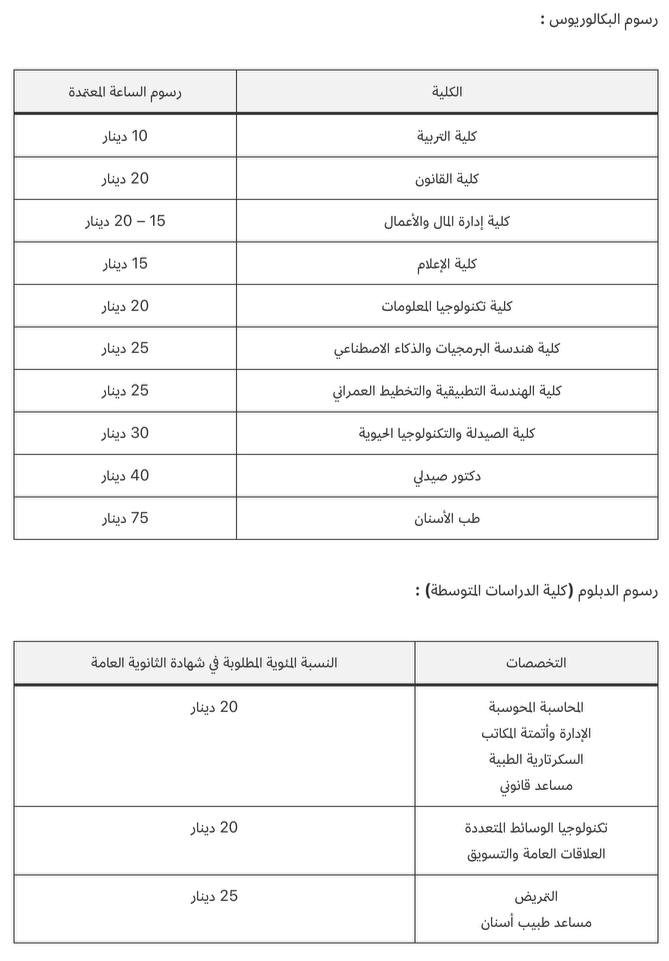 رسوم البكالوريوس :
الكلية رسوم الساعة المعتمدة
كلية التربية 10 دينار
كلية القانون 20 دينار
كلية إدارة المال والأعمال 15 – 20 دينار
كلية الإعلام 15 دينار
كلية تكنولوجيا المعلومات 20 دينار
كلية هندسة البرمجيات والذكاء الاصطناعي 25 دينار
كلية الهندسة التطبيقية والتخطيط العمراني 25 دينار
كلية الصيدلة والتكنولوجيا الحيوية 30 دينار
دكتور صيدلي 40 دينار
طب الأسنان 75 دينار
رسوم الدبلوم (كلية الدراسات المتوسطة) :
التخصصات النسبة المئوية المطلوبة في شهادة الثانوية العامة
المحاسبة المحوسبة 20 دينار
الإدارة وأتمتة المكاتب
السكرتارية الطبية
مساعد قانوني
تكنولوجيا الوسائط المتعددة 20 دينار
العلاقات العامة والتسويق
التمريض 25 دينار
مساعد طبيب أسنان